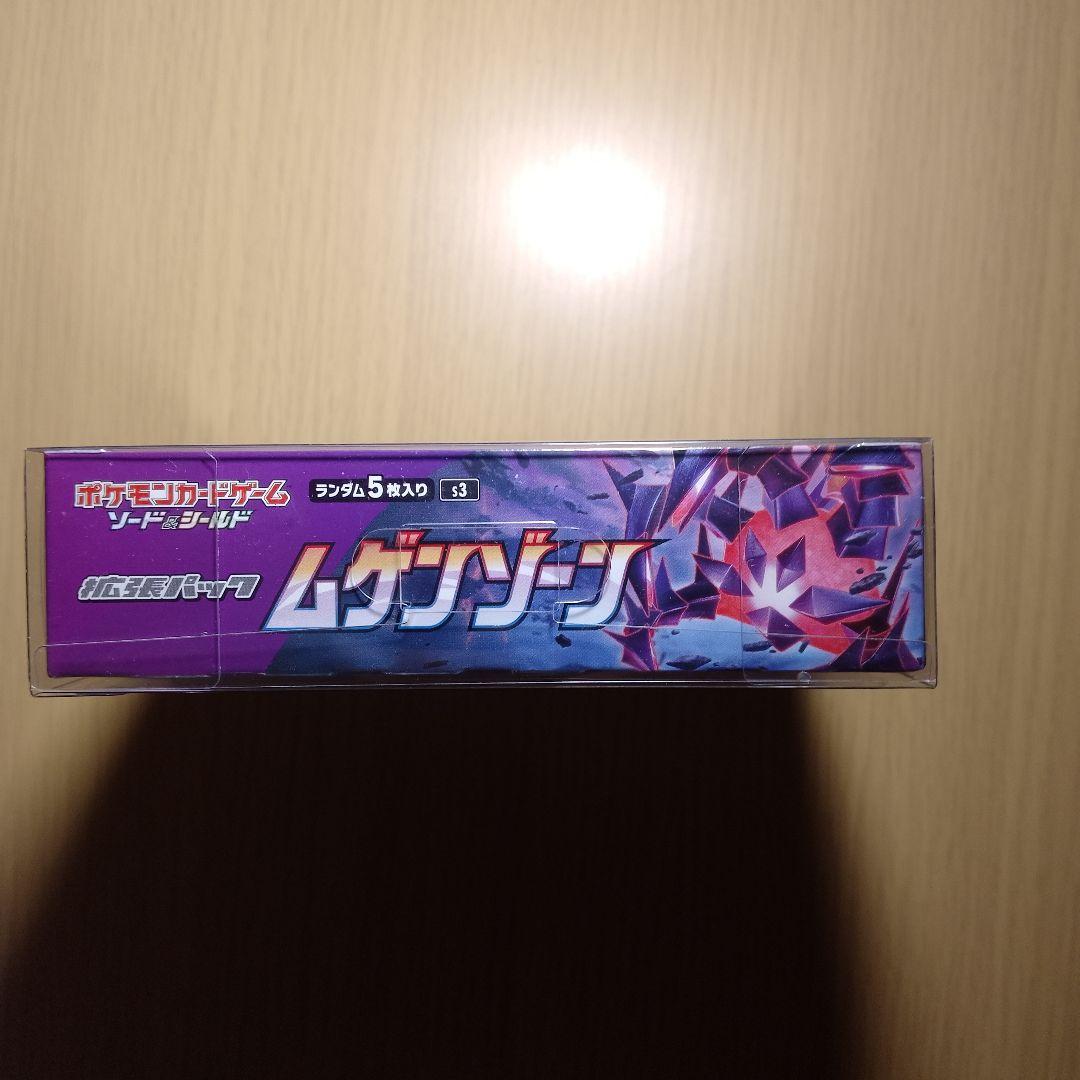 ポケモンカードゲーム
ソード&シールド
ランダム5枚入り s3
拡張パック
ムゲンゾーン